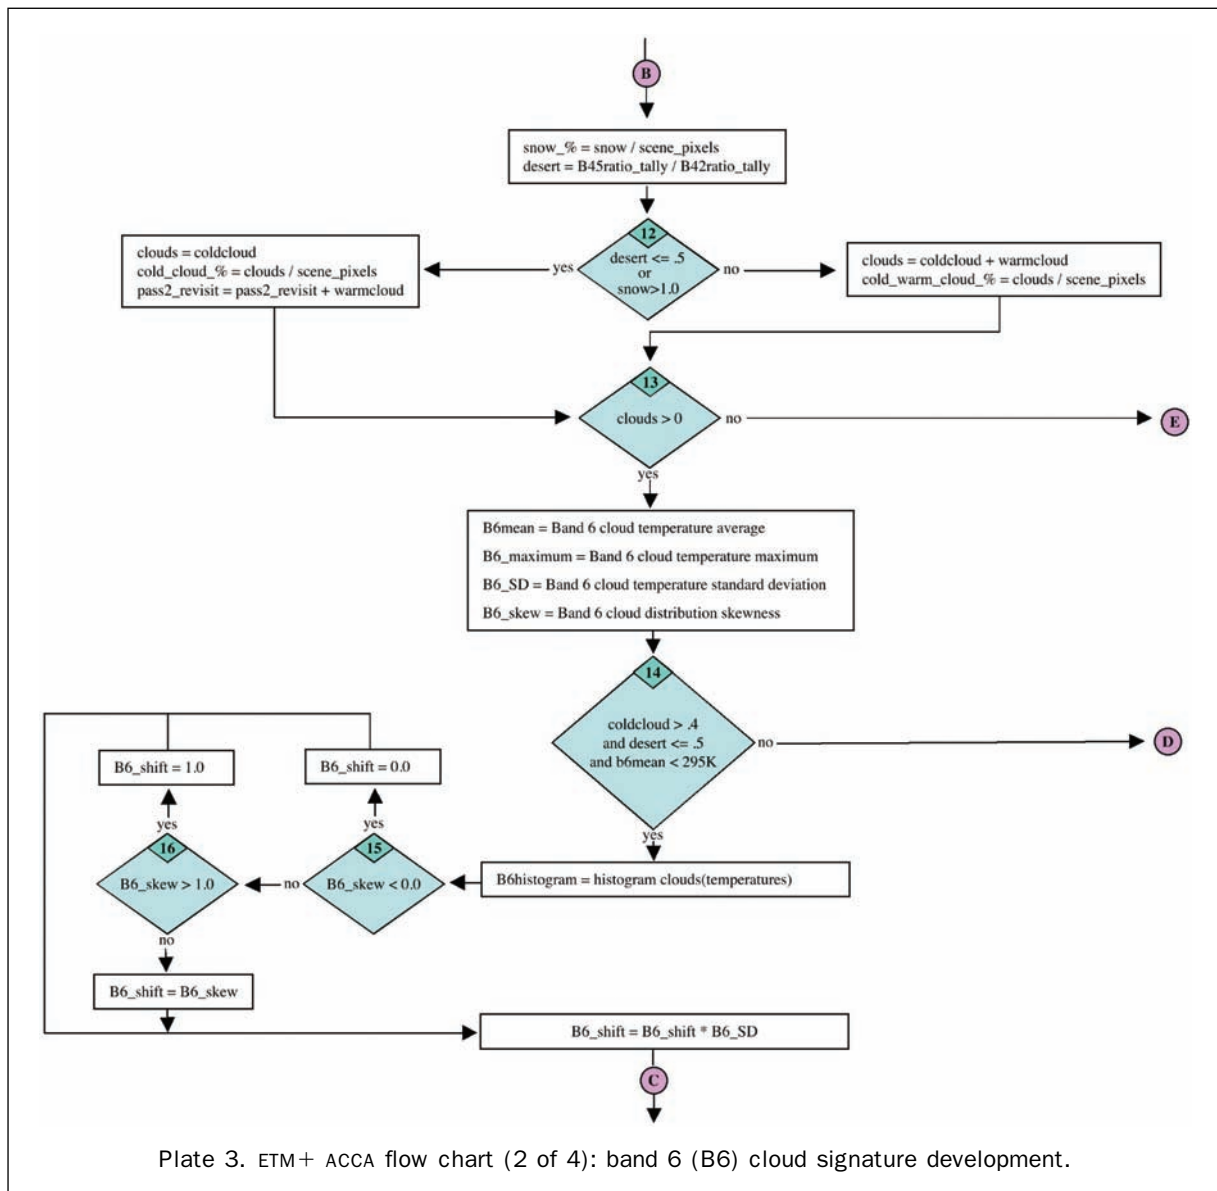 B
snow_% = snow / scene_pixels
desert = B45ratio_tally / B42ratio_tally
12
desert <= .5
or
snow>1.0
yes
no
clouds = coldcloud
cold_cloud_% = clouds / scene_pixels
pass2_revisit = pass2_revisit + warmcloud
clouds = coldcloud + warmcloud
cold_warm_cloud_% = clouds / scene_pixels
13
clouds > 0
no
E
yes
B6mean = Band 6 cloud temperature average
B6_maximum = Band 6 cloud temperature maximum
B6_SD = Band 6 cloud temperature standard deviation
B6_skew = Band 6 cloud distribution skewness
14
coldcloud > .4
and desert <= .5
and b6mean < 295K
no
D
yes
B6histogram = histogram clouds(temperatures)
15
B6_skew < 0.0
yes
B6_shift = 0.0
no
16
B6_skew > 1.0
yes
B6_shift = 1.0
no
B6_shift = B6_skew
B6_shift = B6_shift * B6_SD
C
Plate 3. ETM+ ACCA flow chart (2 of 4): band 6 (B6) cloud signature development.